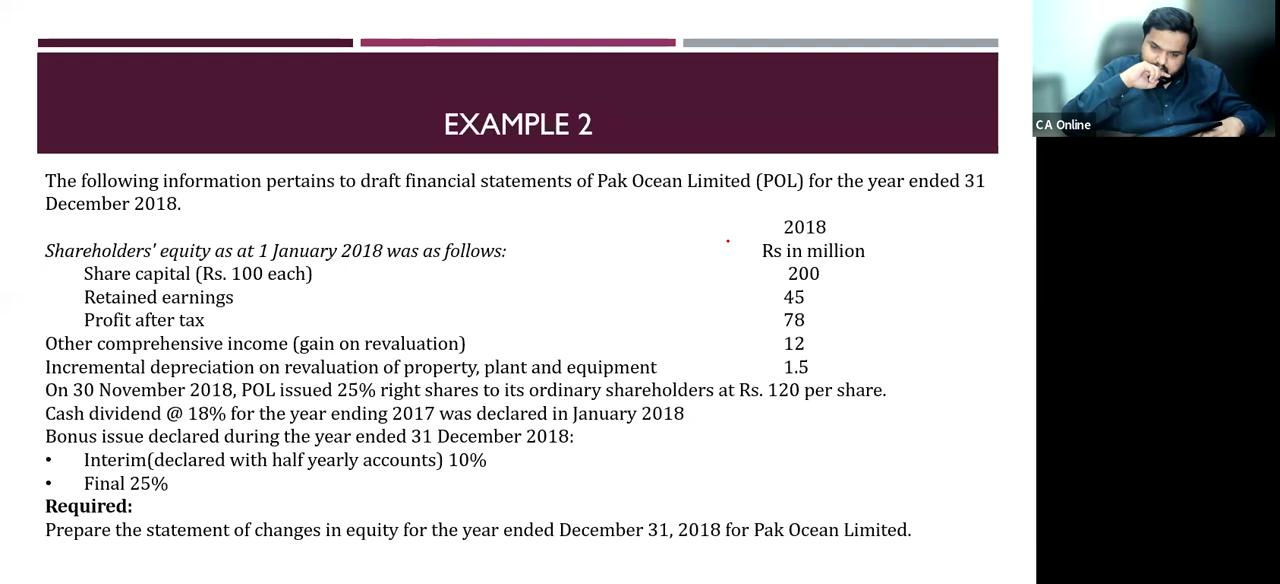 EXAMPLE 2
The following information pertains to draft financial statements of Pak Ocean Limited (POL) for the year ended 31
December 2018.
2018
Shareholders' equity as at 1 January 2018 was as follows: Rs in million
Share capital (Rs. 100 each) 200
Retained earnings 45
Profit after tax 78
Other comprehensive income (gain on revaluation) 12
Incremental depreciation on revaluation of property, plant and equipment 1.5
On 30 November 2018, POL issued 25% right shares to its ordinary shareholders at Rs. 120 per share.
Cash dividend @ 18% for the year ending 2017 was declared in January 2018
Bonus issue declared during the year ended 31 December 2018:
• Interim(declared with half yearly accounts) 10%
• Final 25%
Required:
Prepare the statement of changes in equity for the year ended December 31, 2018 for Pak Ocean Limited.
C A Online